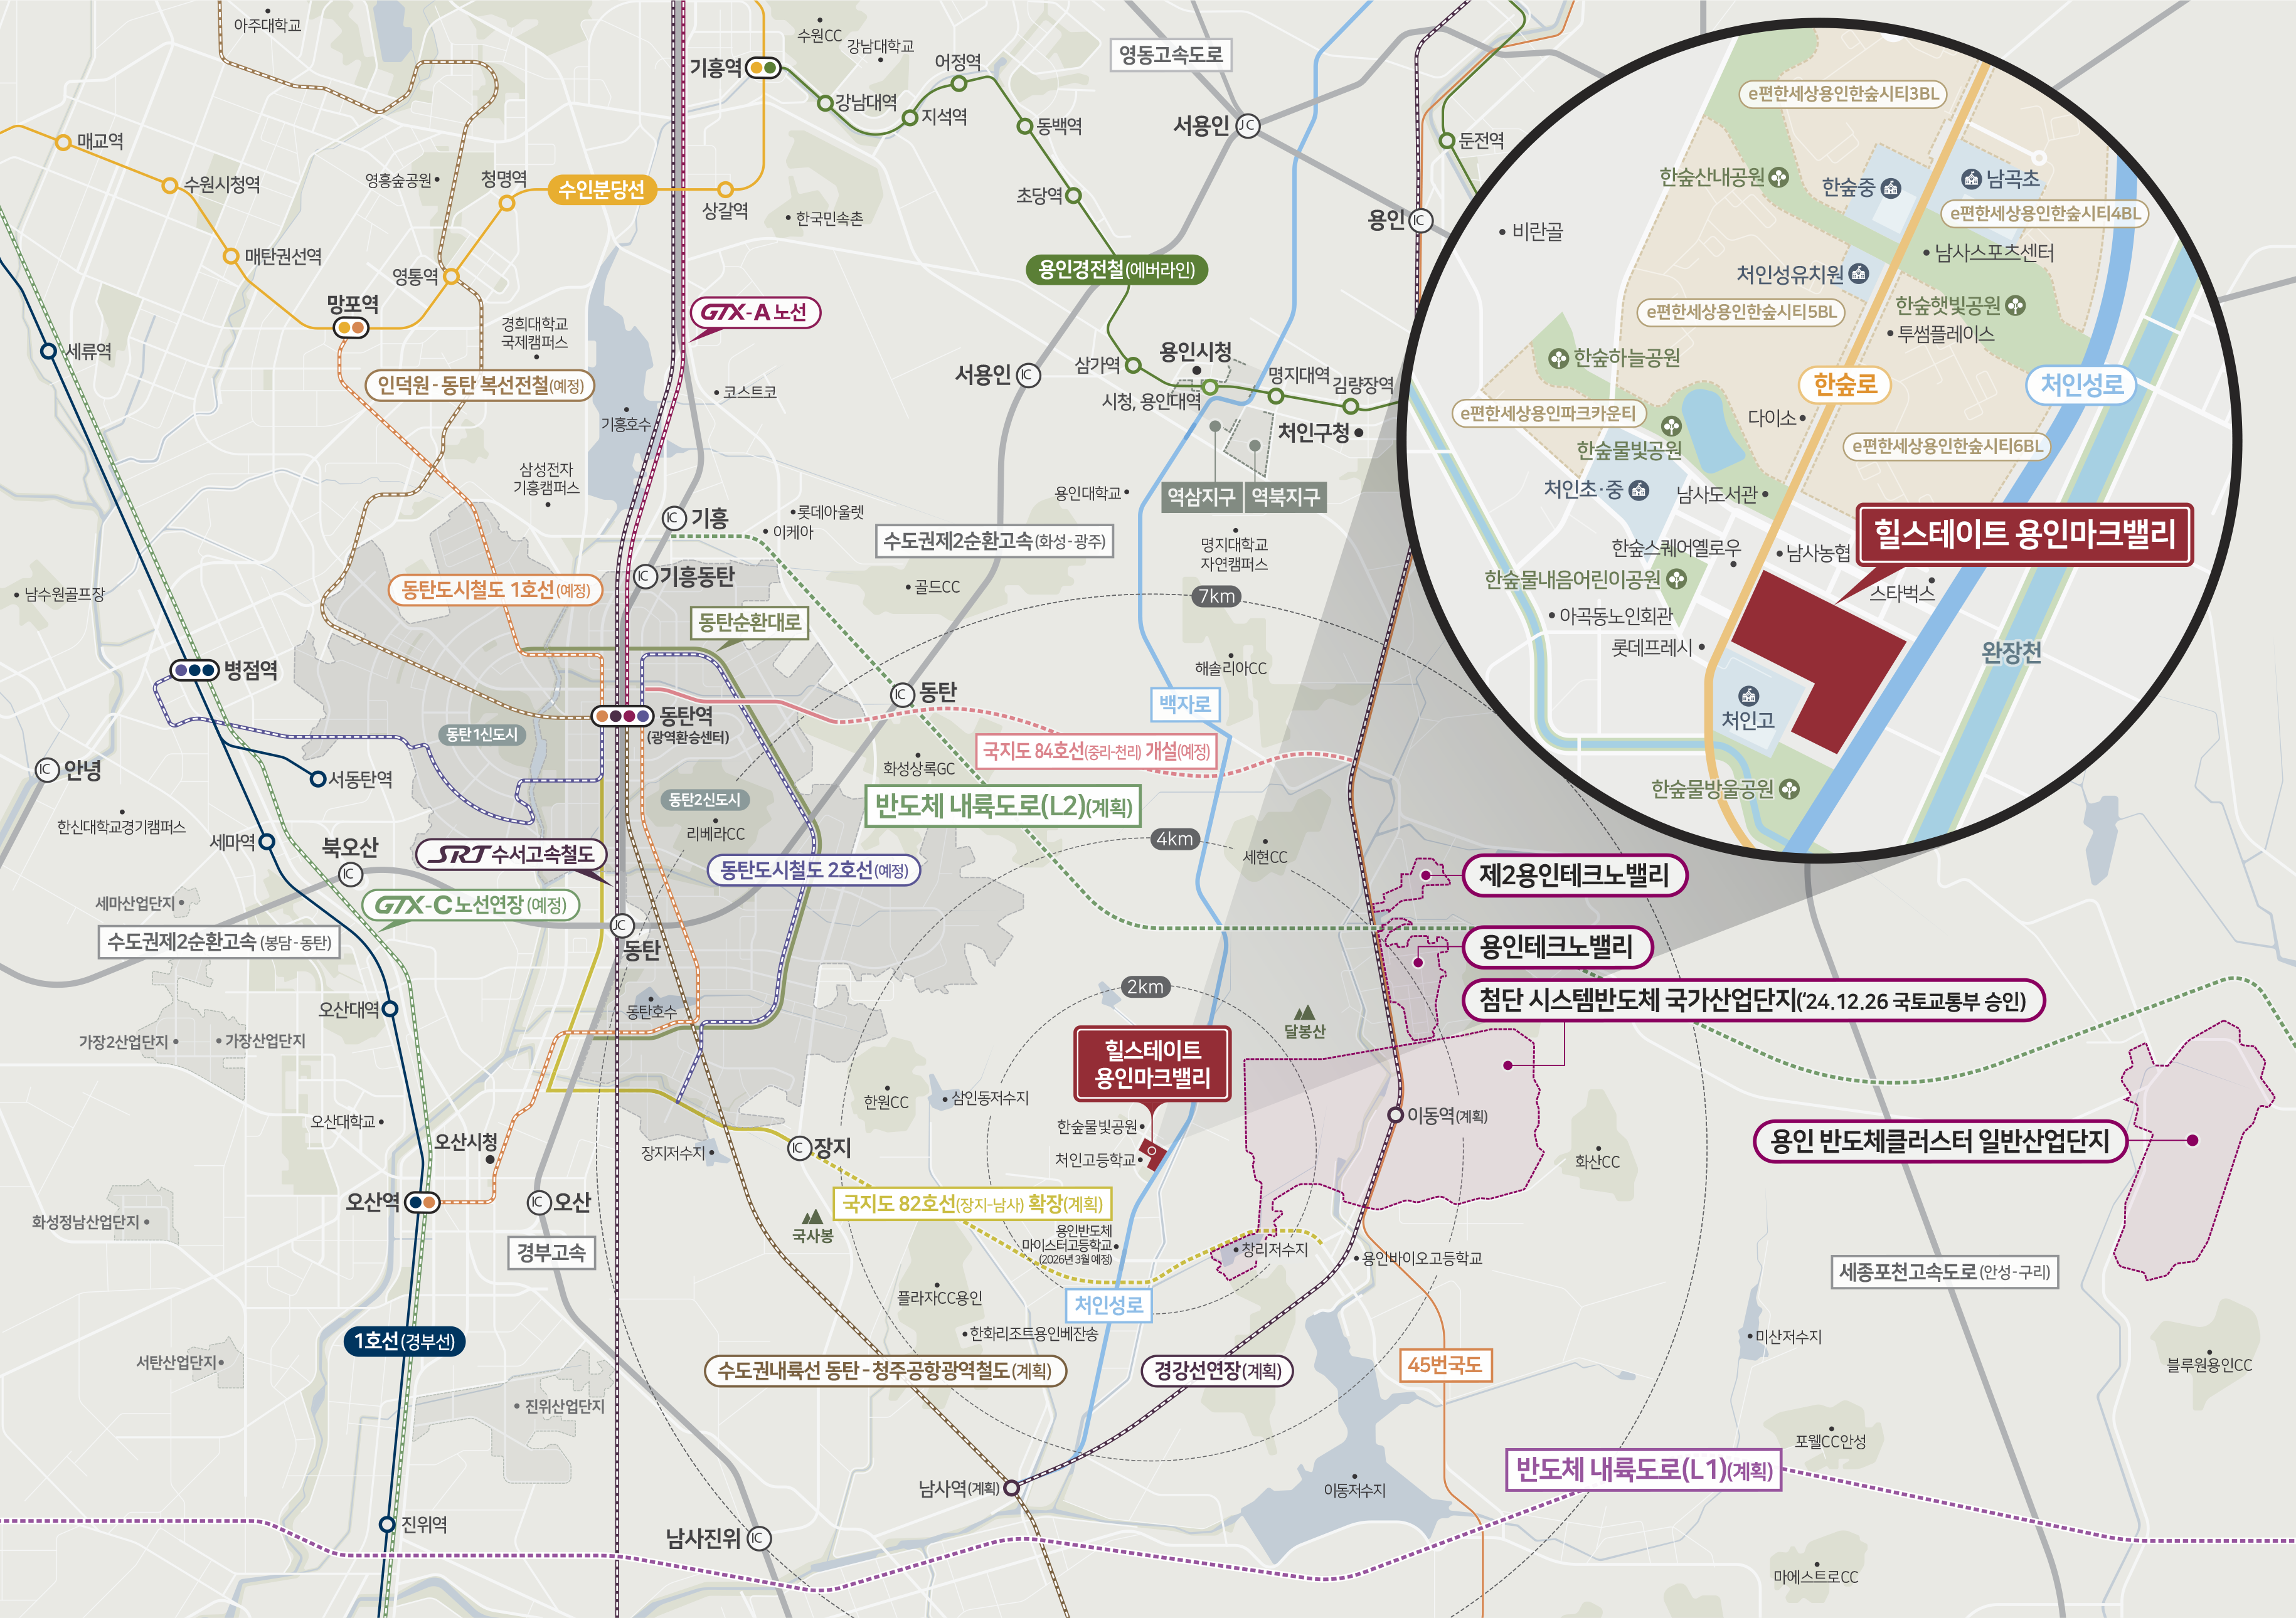 아주대학교
수원CC
강남대학교
영동고속도로
기흥역
어정역
강남대역
지석역
동백역
서용인
JC
둔전역
매교역
수원시청역
영흥숲공원
청명역
수인분당선
상갈역
한국민속촌
초당역
용인
IC
비란골
매탄권선역
영통역
용인경전철(에버라인)
망포역
경희대학교
국제캠퍼스
GTX-A 노선
세류역
삼가역
용인시청
서용인
IC
시청, 용인대역
명지대역
김량장역
인덕원-동탄 복선전철(예정)
코스트코
기흥호수
처인구청
삼성전자
기흥캠퍼스
용인대학교
역삼지구
역북지구
IC
기흥
롯데아울렛
이케아
수도권제2순환고속(화성-광주)
명지대학교
자연캠퍼스
IC
기흥동탄
골드CC
7km
남수원골프장
동탄도시철도 1호선(예정)
동탄순환대로
병점역
해솔리아CC
IC
동탄
백자로
동탄역
(광역환승센터)
동탄1신도시
국지도 84호선(중리-천리) 개설(예정)
IC
안녕
서동탄역
화성상록GC
동탄2신도시
반도체 내륙도로(L2)(계획)
한신대학교경기캠퍼스
리베라CC
세마역
북오산
IC
SRT 수서고속철도
4km
세현CC
동탄도시철도 2호선(예정)
제2용인테크노밸리
세마산업단지
GTX-C 노선연장(예정)
수도권제2순환고속(봉담-동탄)
JC
동탄
용인테크노밸리
2km
첨단 시스템반도체 국가산업단지('24.12.26 국토교통부 승인)
오산대역
동탄호수
달봉산
가장2산업단지
가장산업단지
힐스테이트
용인마크밸리
한원CC
삼인동저수지
이동역(계획)
오산대학교
한숲물빛공원
오산시청
장지저수지
IC
장지
처인고등학교
화산CC
용인 반도체클러스터 일반산업단지
오산역
IC
오산
국지도 82호선(장지-남사) 확장(계획)
화성정남산업단지
국사봉
용인반도체
마이스터고등학교
(2026년 3월 예정)
경부고속
창리저수지
용인바이오고등학교
세종포천고속도로(안성-구리)
플라자CC용인
처인성로
1호선(경부선)
한화리조트용인베잔송
미산저수지
서탄산업단지
수도권내륙선 동탄-청주공항광역철도(계획)
경강선연장(계획)
45번국도
블루원용인CC
진위산업단지
포웰CC안성
반도체 내륙도로(L1)(계획)
남사역(계획)
이동저수지
진위역
남사진위
IC
마에스트로CC
e편한세상용인한숲시티3BL
한숲산내공원
한숲중
남곡초
e편한세상용인한숲시티4BL
남사스포츠센터
처인성유치원
e편한세상용인한숲시티5BL
한숲햇빛공원
투썸플레이스
한숲하늘공원
한숲로
처인성로
e편한세상용인파크카운티
다이소
한숲물빛공원
e편한세상용인한숲시티6BL
처인초·중
남사도서관
힐스테이트 용인마크밸리
한숲스퀘어옐로우
남사농협
한숲물내음어린이공원
스타벅스
아곡동노인회관
롯데프레시
완장천
처인고
한숲물방울공원